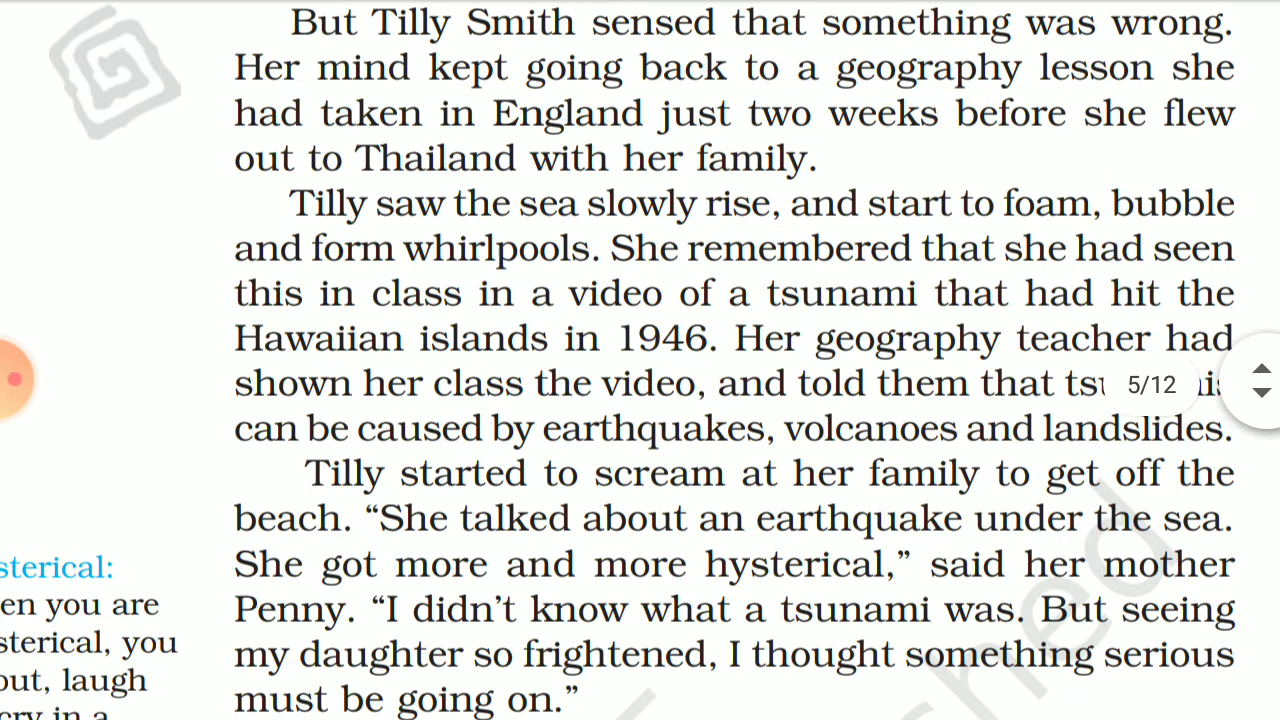 But Tilly Smith sensed that something was wrong.
Her mind kept going back to a geography lesson she
had taken in England just two weeks before she flew
out to Thailand with her family.
Tilly saw the sea slowly rise, and start to foam, bubble
and form whirlpools. She remembered that she had seen
this in class in a video of a tsunami that had hit the
Hawaiian islands in 1946. Her geography teacher had
shown her class the video, and told them that
5/12
can be caused by earthquakes, volcanoes and landslides.
Tilly started to scream at her family to get off the
beach. “She talked about an earthquake under the sea.
She got more and more hysterical,” said her mother
Penny. “I didn’t know what a tsunami was. But seeing
my daughter so frightened, I thought something serious
must be going on.”
sterical:
en you are
sterical, you
out, laugh
cry in a